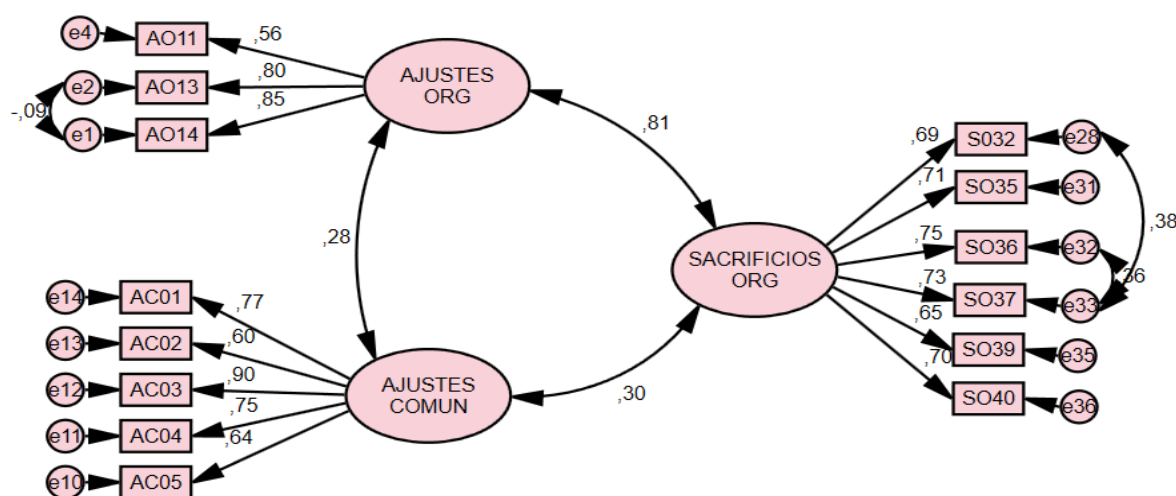 e4
AO11
,56
e2
AO13
,80
AJUSTES
ORG
-,09
e1
AO14
,85
,81
,28
,69
S032
e28
,71
SO35
e31
,75
SO36
e32
,38
SACRIFICIOS
ORG
,73
SO37
e33
,36
,65
SO39
e35
,70
SO40
e36
e14
AC01
,77
e13
AC02
,60
e12
AC03
,90
AJUSTES
COMUN
,30
e11
AC04
,75
e10
AC05
,64